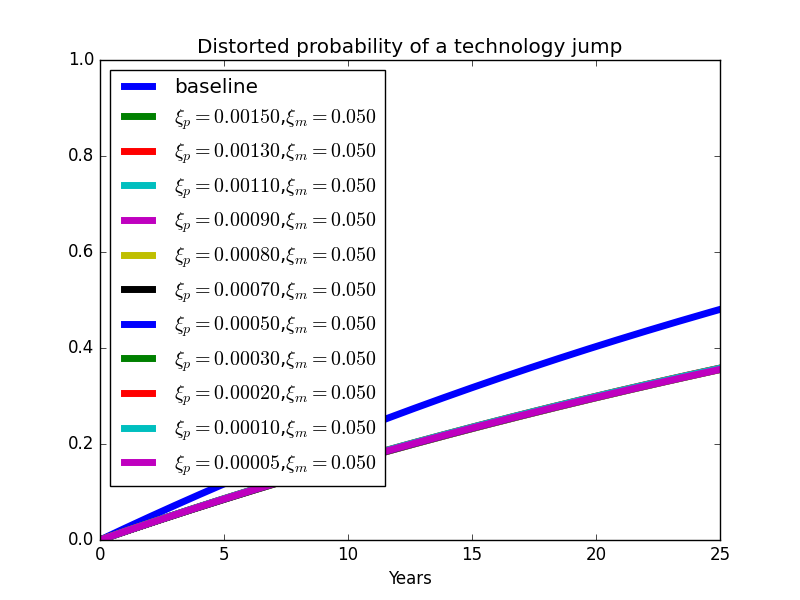 Distorted probability of a technology jump
1.0
0.8
0.6
0.4
0.2
0.0
baseline
ξₚ = 0.00150,ξₘ = 0.050
ξₚ = 0.00130,ξₘ = 0.050
ξₚ = 0.00110,ξₘ = 0.050
ξₚ = 0.00090,ξₘ = 0.050
ξₚ = 0.00080,ξₘ = 0.050
ξₚ = 0.00070,ξₘ = 0.050
ξₚ = 0.00050,ξₘ = 0.050
ξₚ = 0.00030,ξₘ = 0.050
ξₚ = 0.00020,ξₘ = 0.050
ξₚ = 0.00010,ξₘ = 0.050
ξₚ = 0.00005,ξₘ = 0.050
0 5 10 15 20 25
Years